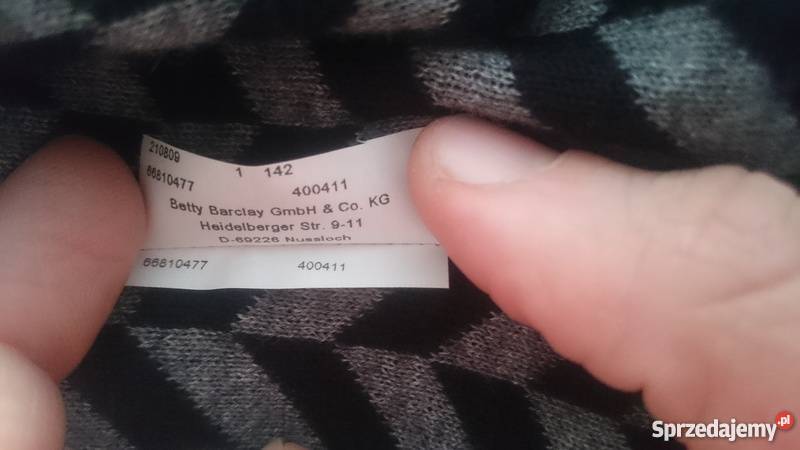 210809
66810477 1 142 400411
Betty Barclay GmbH & Co. KG
Heidelberger Str. 9-11
D-69226 Nussloch
66810477 400411
Sprzedajemy.pl